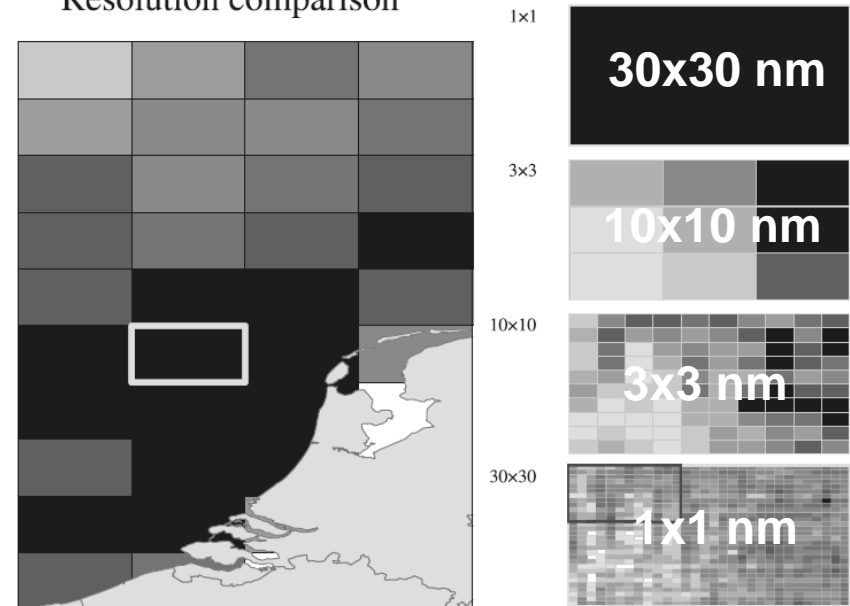 Resolution comparison
1×1
30x30 nm
3×3
10x10 nm
10×10
3x3 nm
30×30
1x1 nm